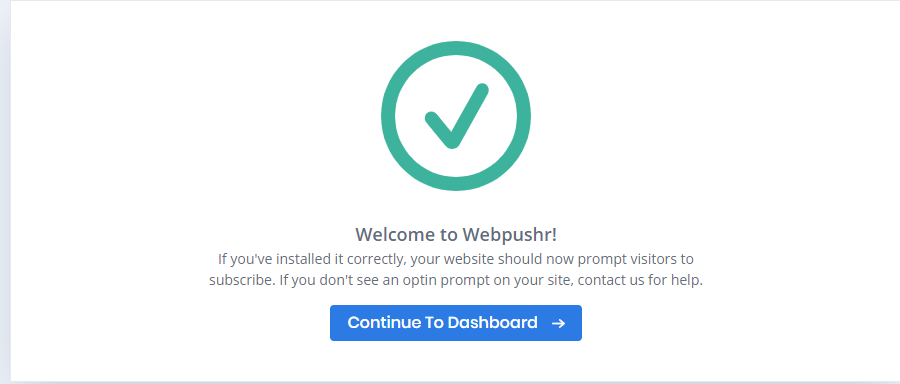 Welcome to Webpushr!
If you've installed it correctly, your website should now prompt visitors to
subscribe. If you don't see an optin prompt on your site, contact us for help.
Continue To Dashboard →